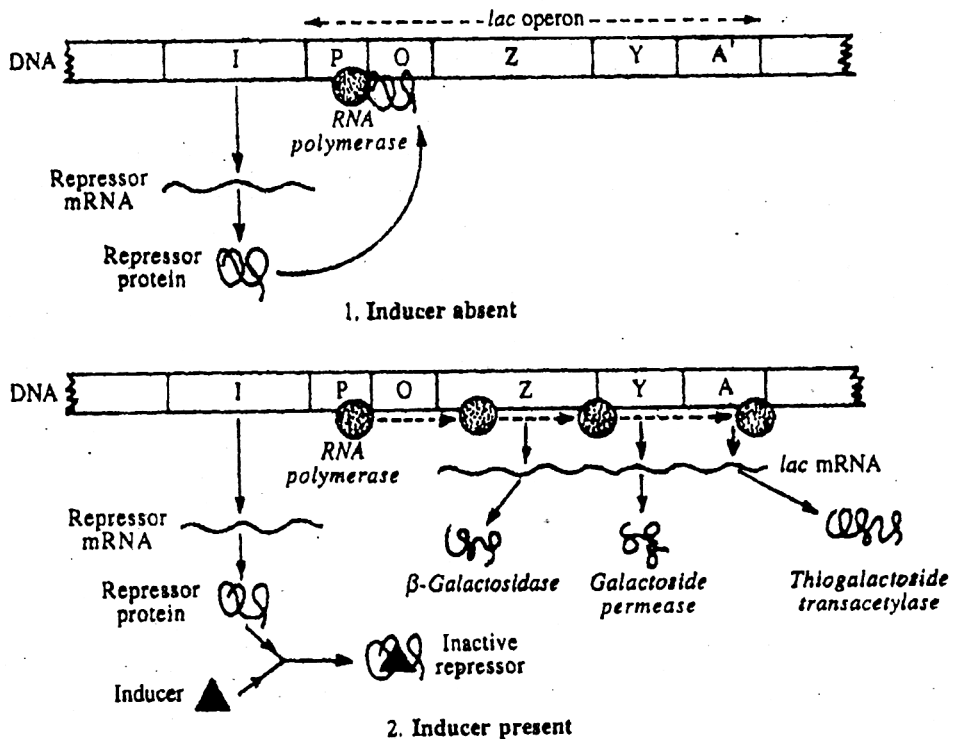 lac operon
DNA I P O Z Y A'
RNA
polymerase
Repressor
mRNA
Repressor
protein
1. Inducer absent
DNA I P O Z Y A
RNA
polymerase
lac mRNA
Repressor
mRNA
β-Galactosidase
Galactoside
permease
Thiogalactoside
transacetylase
Repressor
protein
Inactive
repressor
Inducer
2. Inducer present